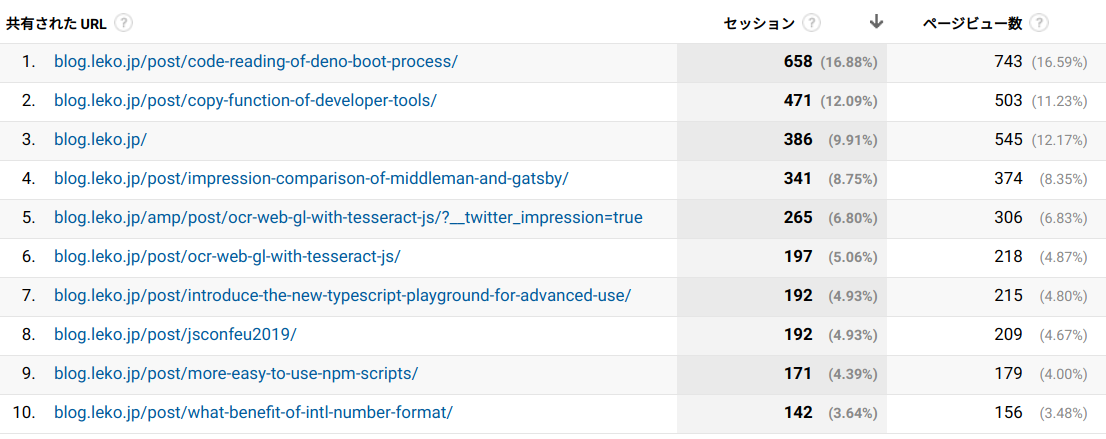 共有された URL ? セッション ? ↓ ページビュー数 ?
1. blog.leko.jp/post/code-reading-of-deno-boot-process/ 658 (16.88%) 743 (16.59%)
2. blog.leko.jp/post/copy-function-of-developer-tools/ 471 (12.09%) 503 (11.23%)
3. blog.leko.jp/ 386 (9.91%) 545 (12.17%)
4. blog.leko.jp/post/impression-comparison-of-middleman-and-gatsby/ 341 (8.75%) 374 (8.35%)
5. blog.leko.jp/amp/post/ocr-web-gl-with-tesseract-js/?__twitter_impression=true 265 (6.80%) 306 (6.83%)
6. blog.leko.jp/post/ocr-web-gl-with-tesseract-js/ 197 (5.06%) 218 (4.87%)
7. blog.leko.jp/post/introduce-the-new-typescript-playground-for-advanced-use/ 192 (4.93%) 215 (4.80%)
8. blog.leko.jp/post/jsconfeu2019/ 192 (4.93%) 209 (4.67%)
9. blog.leko.jp/post/more-easy-to-use-npm-scripts/ 171 (4.39%) 179 (4.00%)
10. blog.leko.jp/post/what-benefit-of-intl-number-format/ 142 (3.64%) 156 (3.48%)